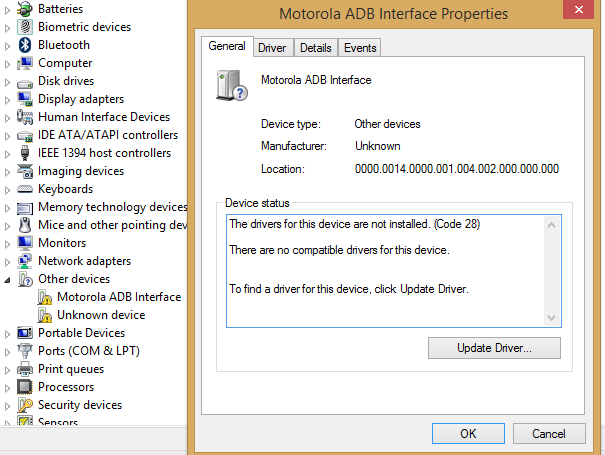 Batteries
Biometric devices
Bluetooth
Computer
Disk drives
Display adapters
Human Interface Devices
IDE ATA/ATAPI controllers
IEEE 1394 host controllers
Imaging devices
Keyboards
Memory technology devices
Mice and other pointing dev
Monitors
Network adapters
Other devices
Motorola ADB Interface
Unknown device
Portable Devices
Ports (COM & LPT)
Print queues
Processors
Security devices
Sensors
Motorola ADB Interface Properties
General Driver Details Events
Motorola ADB Interface
Device type: Other devices
Manufacturer: Unknown
Location: 0000.0014.0000.001.004.002.000.000.000
Device status
The drivers for this device are not installed. (Code 28)
There are no compatible drivers for this device.
To find a driver for this device, click Update Driver.
Update Driver...
OK Cancel